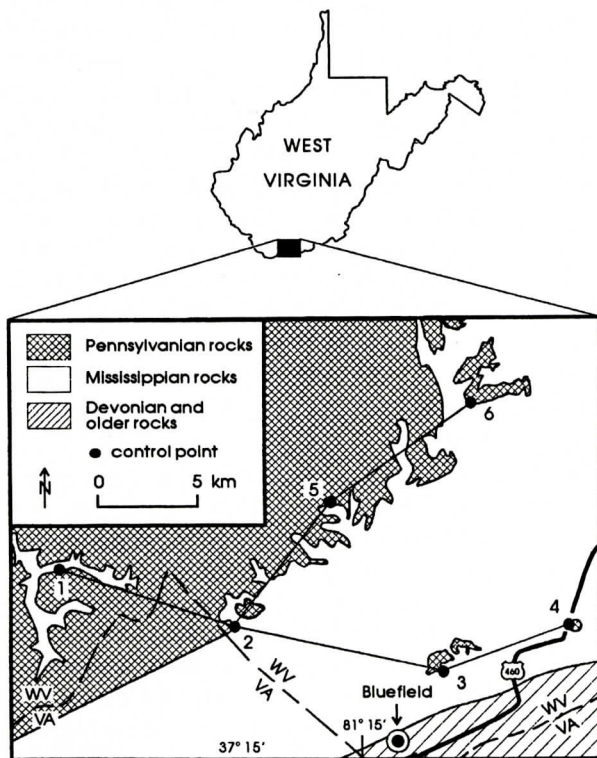 WEST
VIRGINIA
Pennsylvanian rocks
Mississippian rocks
Devonian and
older rocks
control point
N
0 5 km
6
5
1
2
4
3
460
WV
VA
WV
VA
WV
VA
Bluefield
81° 15'
37° 15'